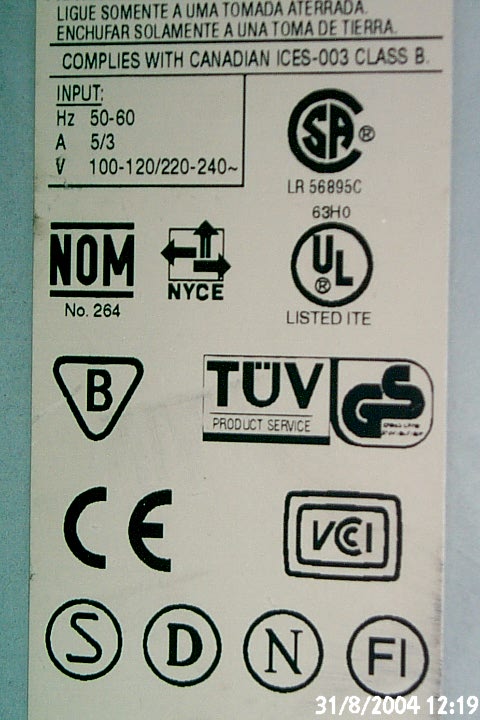 LIGUE SOMENTE A UMA TOMADA ATERRADA.
ENCHUFAR SOLAMENTE A UNA TOMA DE TIERRA.
COMPLIES WITH CANADIAN ICES-003 CLASS B.
INPUT:
Hz 50-60
A 5/3
V 100-120/220-240~
SA ®
LR 56895C
63H0
UL ®
LISTED ITE
NOM
No. 264
NYCE
B
TÜV
PRODUCT SERVICE
GS
CE
VCCI
S D N FI
31/8/2004 12:19